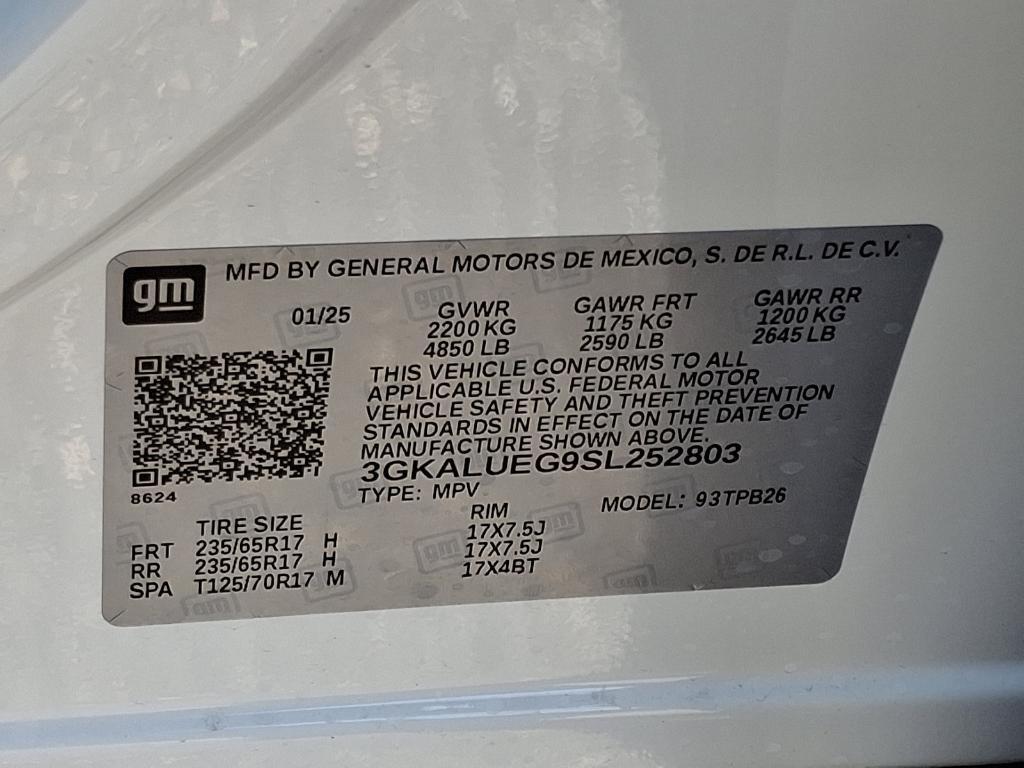 gm MFD BY GENERAL MOTORS DE MEXICO, S. DE R.L. DE C.V.
01/25 GVWR GAWR FRT GAWR RR
2200 KG 1175 KG 1200 KG
4850 LB 2590 LB 2645 LB
THIS VEHICLE CONFORMS TO ALL
APPLICABLE U.S. FEDERAL MOTOR
VEHICLE SAFETY AND THEFT PREVENTION
STANDARDS IN EFFECT ON THE DATE OF
MANUFACTURE SHOWN ABOVE.
3GKALUEG9SL252803
8624 TYPE: MPV MODEL: 93TPB26
TIRE SIZE RIM
FRT 235/65R17 H 17X7.5J
RR 235/65R17 H 17X7.5J
SPA T125/70R17 M 17X4BT